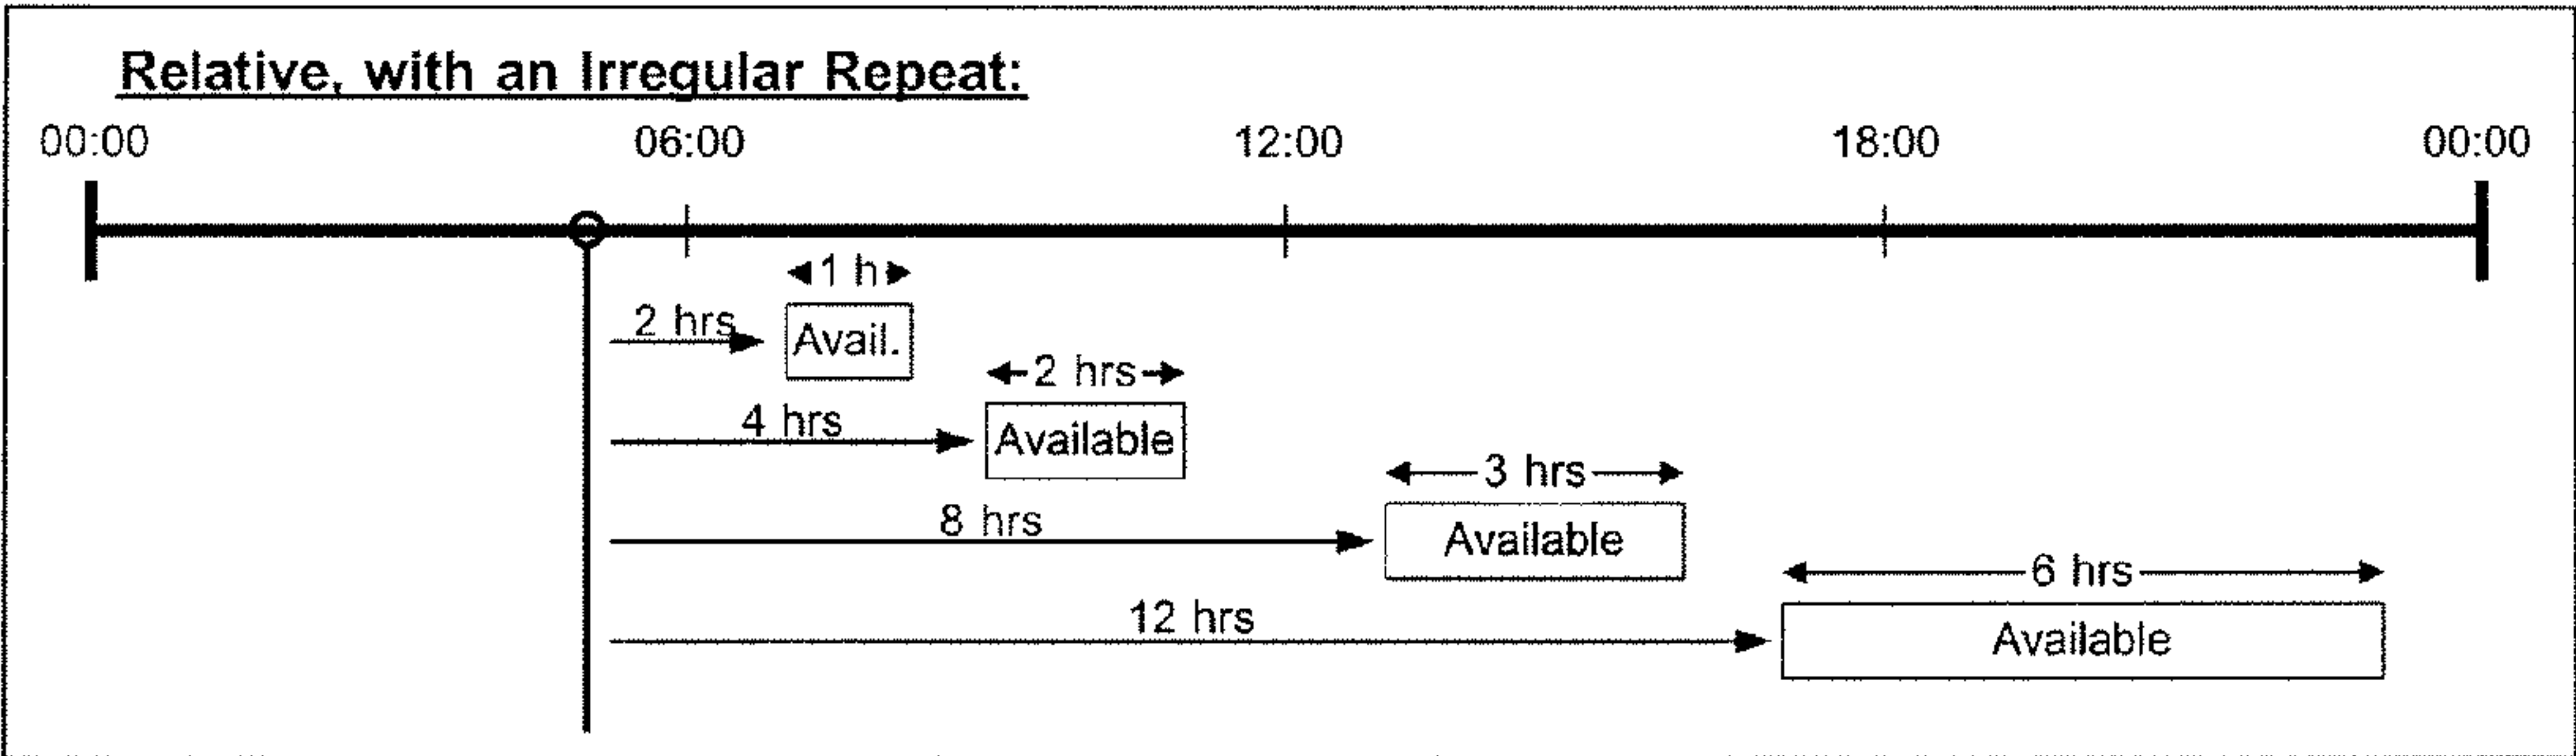 Relative, with an Irregular Repeat:
00:00 06:00 12:00 18:00 00:00
1 h
2 hrs
Avail.
2 hrs
4 hrs
Available
3 hrs
8 hrs
Available
6 hrs
12 hrs
Available